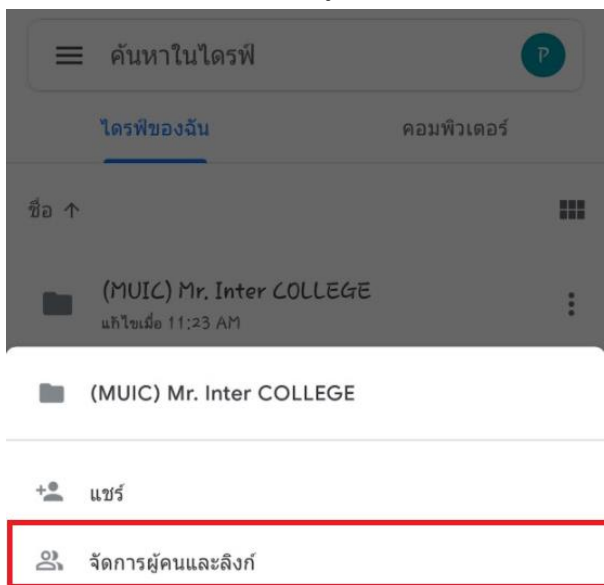 ค้นหาในไดรฟ์
P
ไดรฟ์ของฉัน คอมพิวเตอร์
ชื่อ ↑
(MUIC) Mr. Inter COLLEGE
แก้ไขเมื่อ 11:23 AM
(MUIC) Mr. Inter COLLEGE
แชร์
จัดการผู้คนและลิงก์